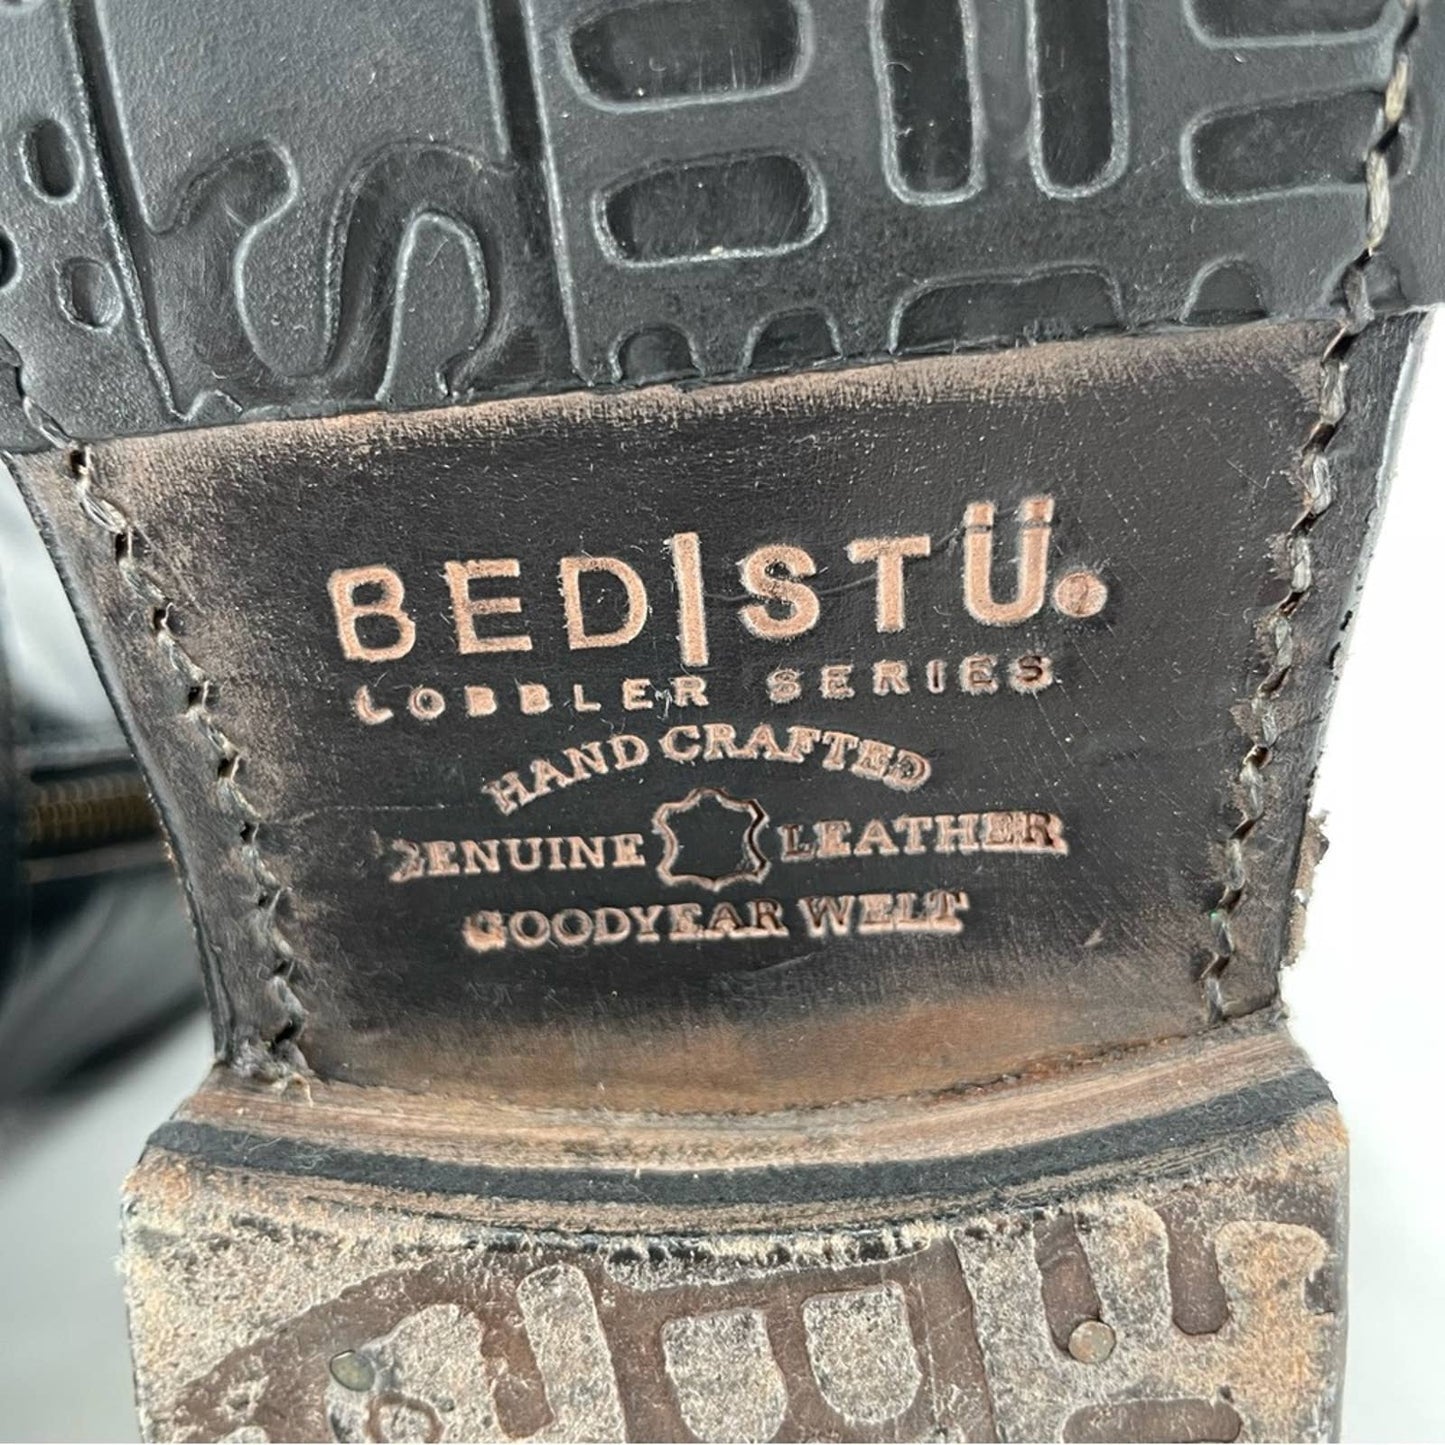 BED|STÜ.
COBBLER SERIES
HAND CRAFTED
GENUINE LEATHER
GOODYEAR WELT